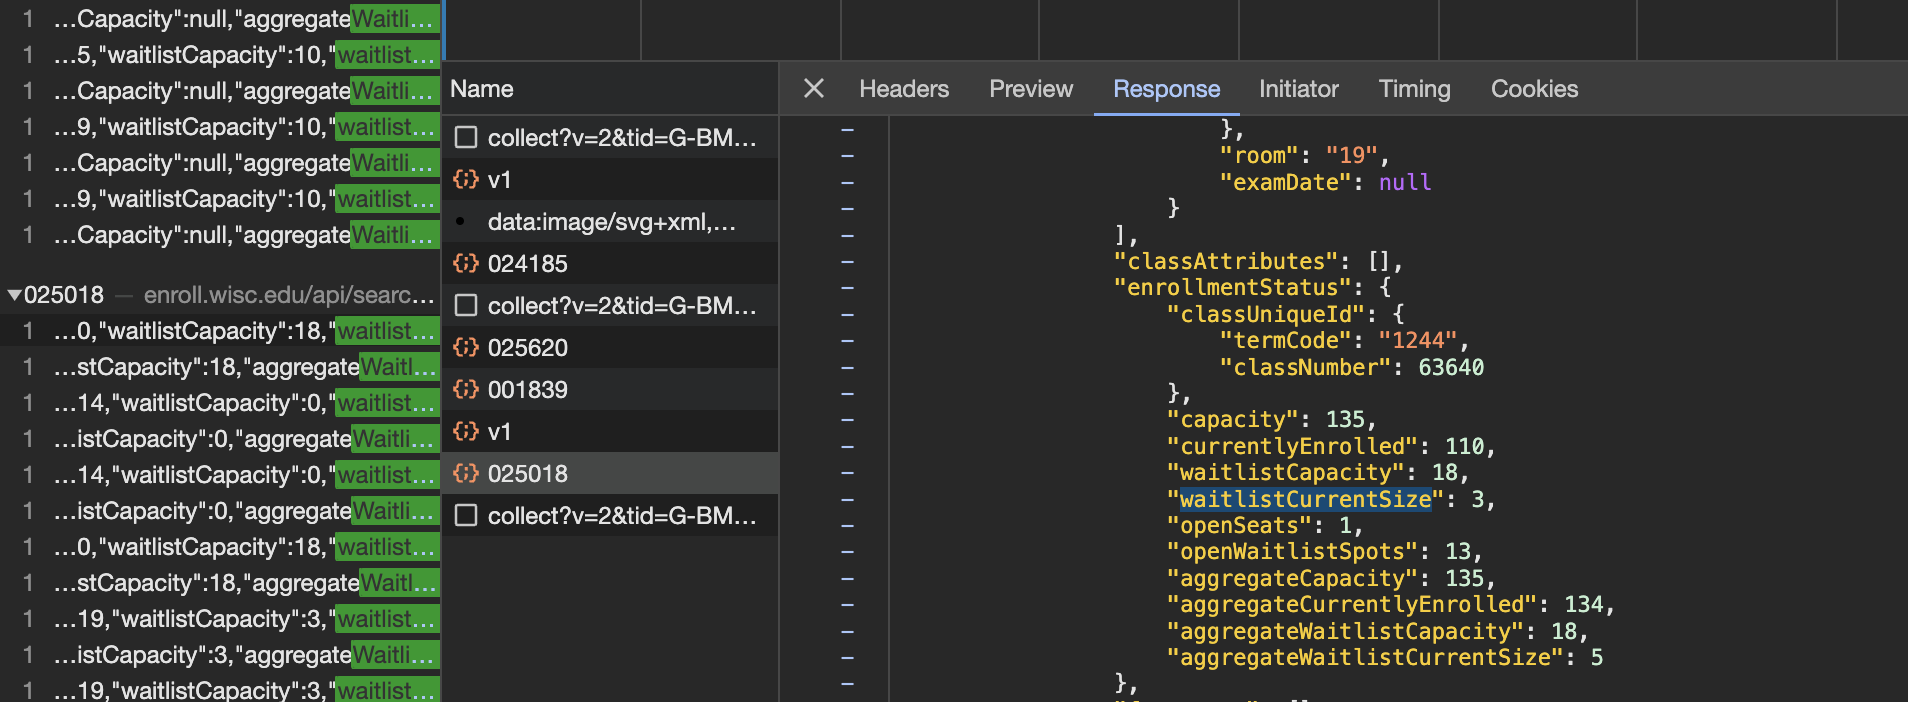 1 ...Capacity":null,"aggregateWaitli...
1 ...5,"waitlistCapacity":10,"waitlist...
1 ...Capacity":null,"aggregateWaitli...
1 ...9,"waitlistCapacity":10,"waitlist...
1 ...Capacity":null,"aggregateWaitli...
1 ...9,"waitlistCapacity":10,"waitlist...
1 ...Capacity":null,"aggregateWaitli...
▼025018 — enroll.wisc.edu/api/searc...
1 ...0,"waitlistCapacity":18,"waitlist...
1 ...stCapacity":18,"aggregateWaitl...
1 ...14,"waitlistCapacity":0,"waitlist...
1 ...istCapacity":0,"aggregateWaitli...
1 ...14,"waitlistCapacity":0,"waitlist...
1 ...istCapacity":0,"aggregateWaitli...
1 ...0,"waitlistCapacity":18,"waitlist...
1 ...stCapacity":18,"aggregateWaitl...
1 ...19,"waitlistCapacity":3,"waitlist...
1 ...istCapacity":3,"aggregateWaitli...
1 ...19,"waitlistCapacity":3,"waitlist...
Name
collect?v=2&tid=G-BM...
{;} v1
data:image/svg+xml,...
{;} 024185
collect?v=2&tid=G-BM...
{;} 025620
{;} 001839
{;} v1
{;} 025018
collect?v=2&tid=G-BM...
Headers Preview Response Initiator Timing Cookies
},
"room": "19",
"examDate": null
}
],
"classAttributes": [],
"enrollmentStatus": {
"classUniqueId": {
"termCode": "1244",
"classNumber": 63640
},
"capacity": 135,
"currentlyEnrolled": 110,
"waitlistCapacity": 18,
"waitlistCurrentSize": 3,
"openSeats": 1,
"openWaitlistSpots": 13,
"aggregateCapacity": 135,
"aggregateCurrentlyEnrolled": 134,
"aggregateWaitlistCapacity": 18,
"aggregateWaitlistCurrentSize": 5
},